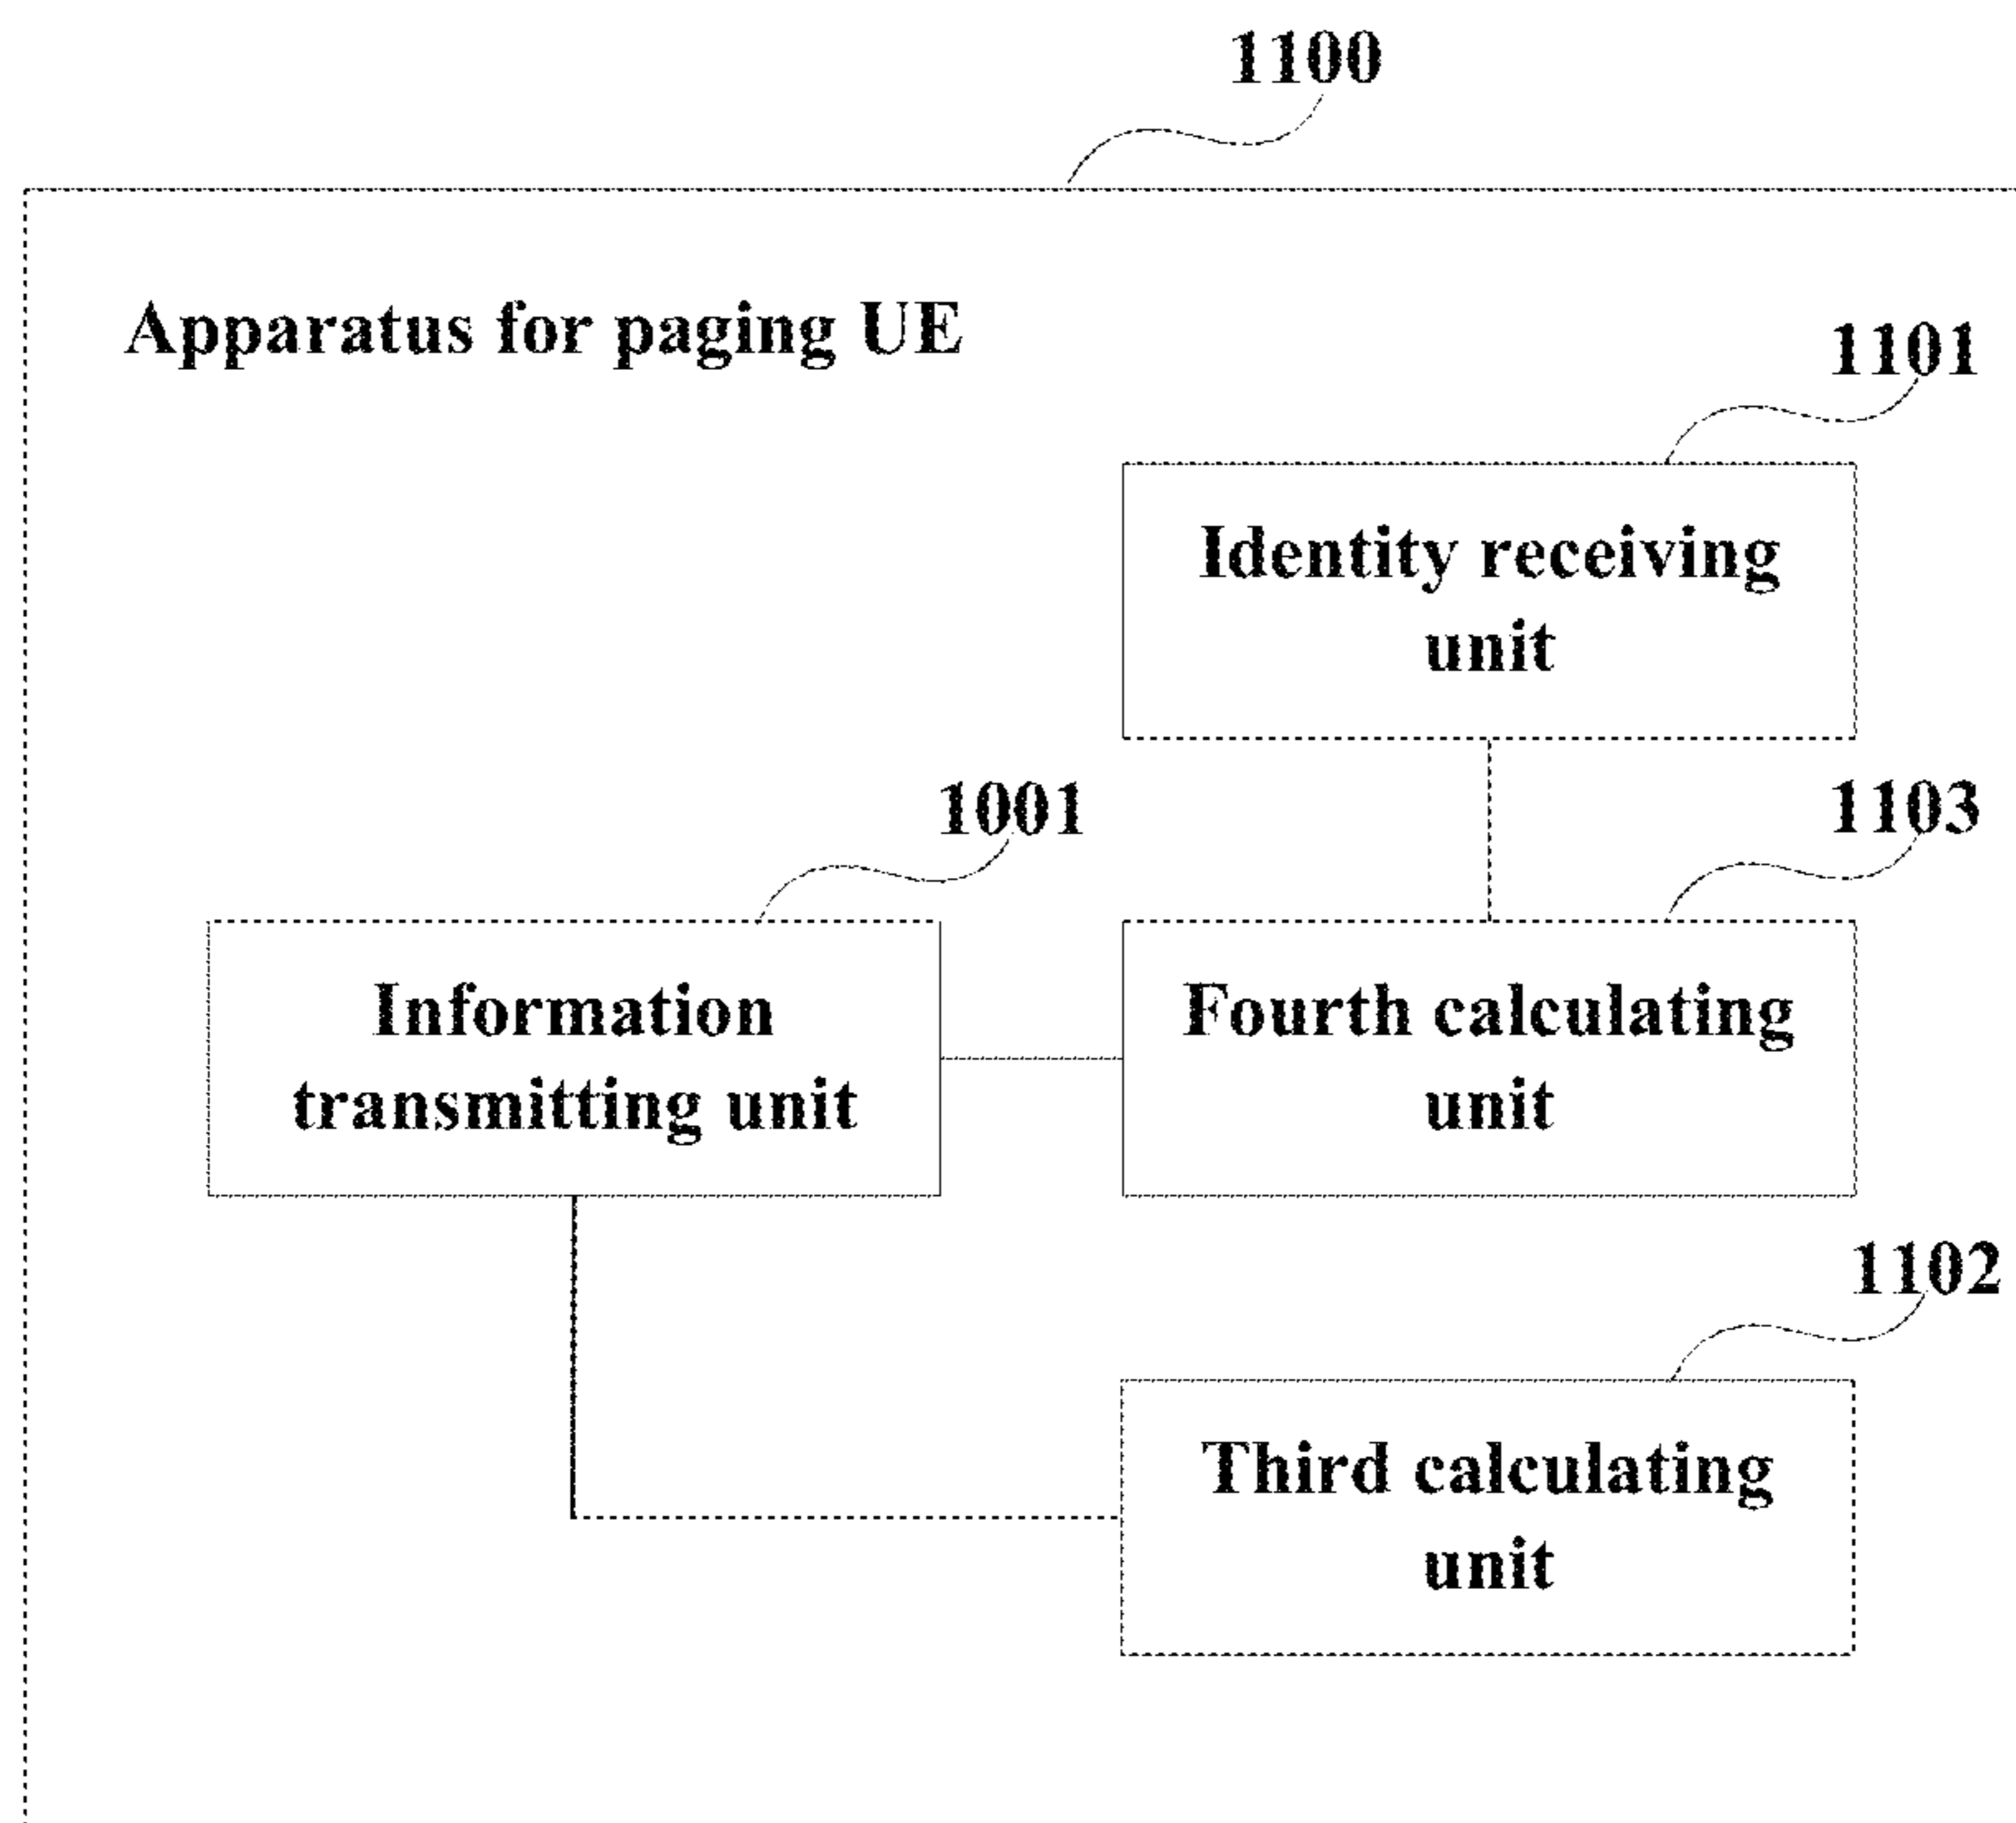 1100
Apparatus for paging UE
1101
Identity receiving
unit
1001
1103
Information
transmitting unit
Fourth calculating
unit
1102
Third calculating
unit